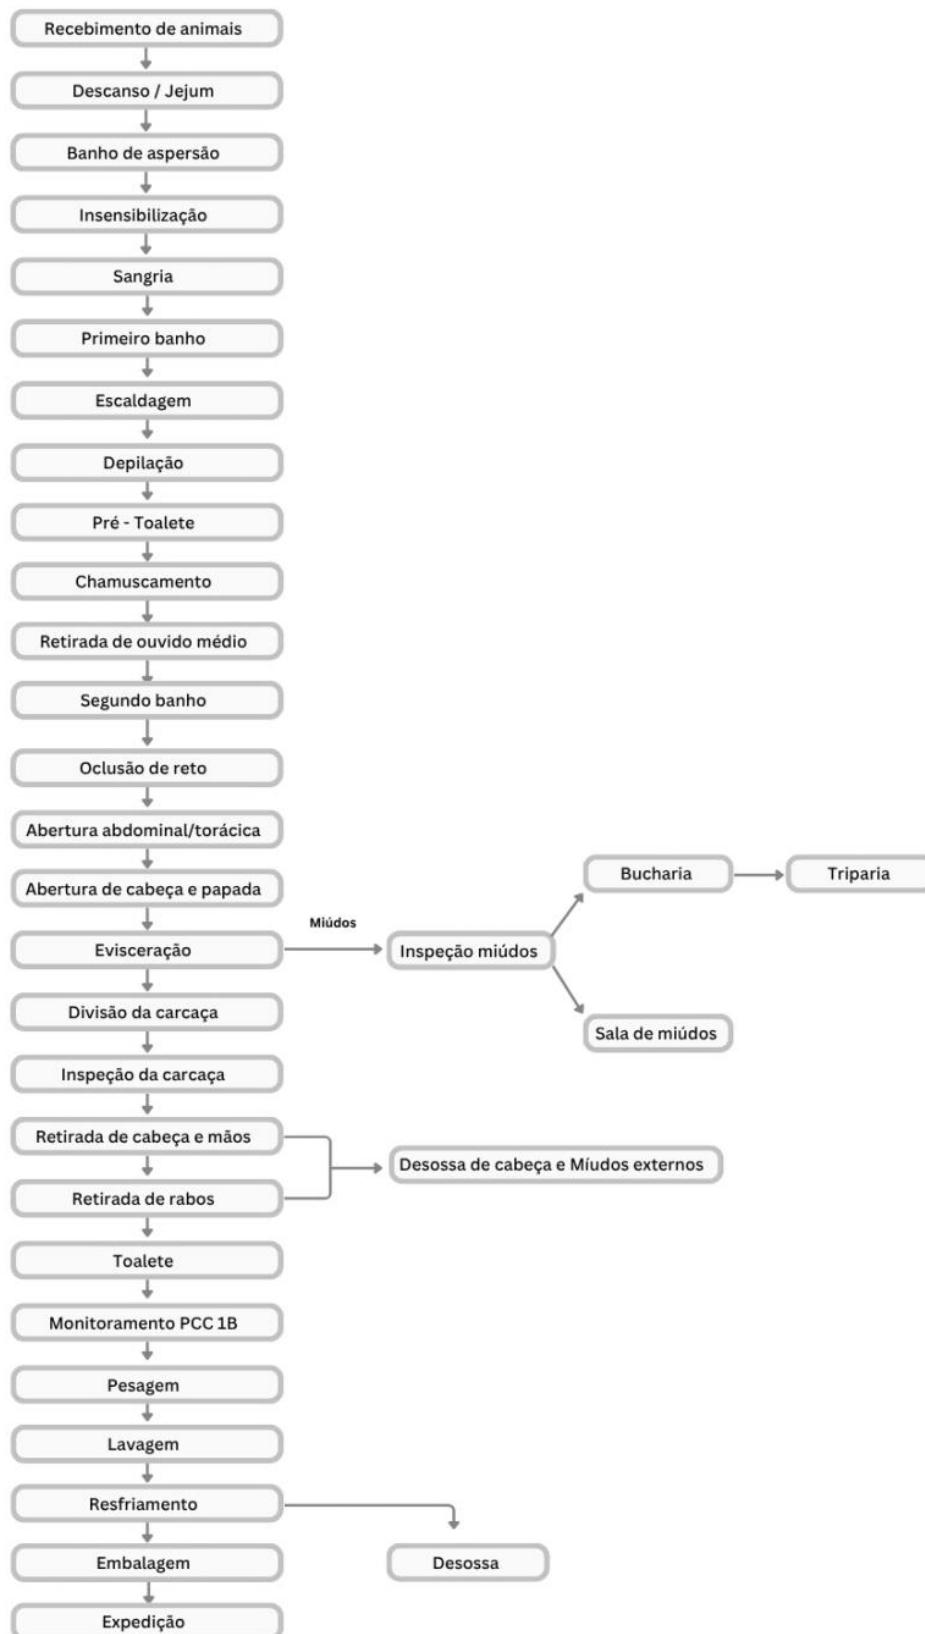 Recebimento de animais
Descanso / Jejum
Banho de aspersão
Insensibilização
Sangria
Primeiro banho
Escaldagem
Depilação
Pré - Toalete
Chamuscamento
Retirada de ouvido médio
Segundo banho
Oclusão de reto
Abertura abdominal/torácica
Abertura de cabeça e papada
Evisceração
Miúdos
Inspeção miúdos
Bucharia
Triparia
Sala de miúdos
Divisão da carcaça
Inspeção da carcaça
Retirada de cabeça e mãos
Retirada de rabos
Desossa de cabeça e Míudos externos
Toalete
Monitoramento PCC 1B
Pesagem
Lavagem
Resfriamento
Desossa
Embalagem
Expedição